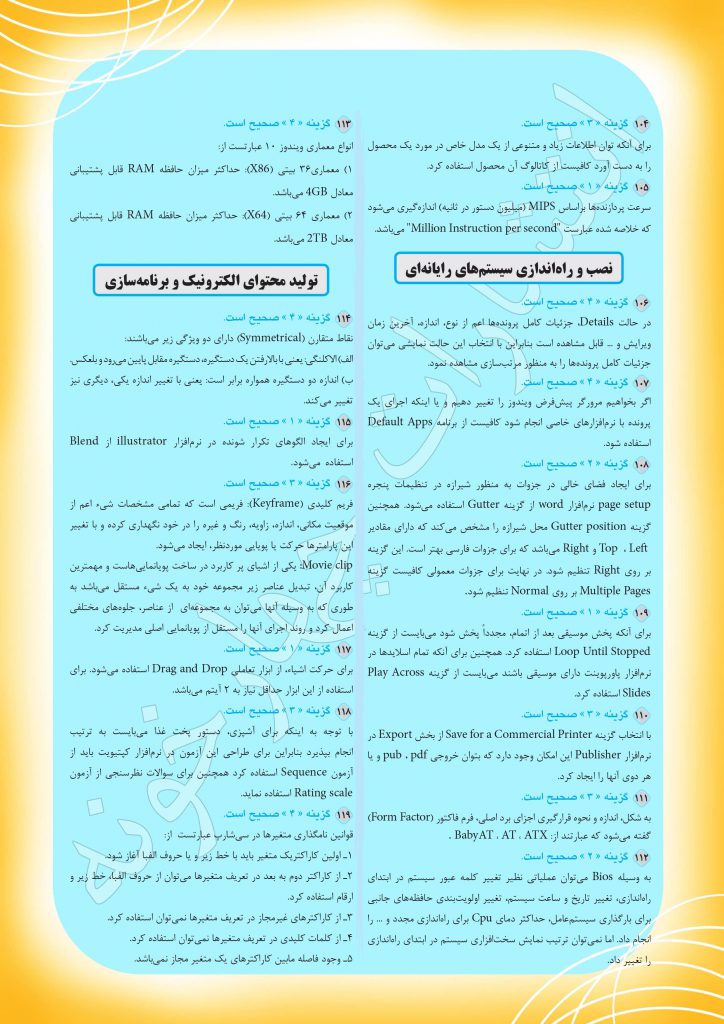 ۱۰۴ گزینه « ۳ » صحیح است.
برای آنکه توان اطلاعات زیاد و متنوعی از یک مدل خاص در مورد یک محصول
را به دست آورد کافیست از کاتالوگ آن محصول استفاده کرد.
۱۰۵ گزینه « ۱ » صحیح است.
سرعت پردازنده‌ها براساس MIPS (میلیون دستور در ثانیه) اندازه‌گیری می‌شود
که خلاصه شده عبارست "Million Instruction per second" می‌باشد.
نصب و راه‌اندازی سیستم‌های رایانه‌ای
۱۰۶ گزینه « ۴ » صحیح است.
در حالت Details، جزئیات کامل پرونده‌ها اعم از نوع، اندازه، آخرین زمان
ویرایش و ... قابل مشاهده است بنابراین با انتخاب این حالت نمایشی می‌توان
جزئیات کامل پرونده‌ها را به منظور مرتب‌سازی مشاهده نمود.
۱۰۷ گزینه « ۴ » صحیح است.
اگر بخواهیم مرورگر پیش‌فرض ویندوز را تغییر دهیم و یا اینکه اجرای یک
پرونده با نرم‌افزارهای خاصی انجام شود کافیست از برنامه Default Apps
استفاده شود.
۱۰۸ گزینه « ۲ » صحیح است.
برای ایجاد فضای خالی در جزوات به منظور شیرازه در تنظیمات پنجره
page setup نرم‌افزار word از گزینه Gutter استفاده می‌شود. همچنین
گزینه Gutter position محل شیرازه را مشخص می‌کند که دارای مقادیر
Top ، Left و Right می‌باشد که برای جزوات فارسی بهتر است. این گزینه
بر روی Right تنظیم شود. در نهایت برای جزوات معمولی کافیست گزینه
Multiple Pages بر روی Normal تنظیم شود.
۱۰۹ گزینه « ۱ » صحیح است.
برای آنکه پخش موسیقی بعد از اتمام، مجدداً پخش شود می‌بایست از گزینه
Loop Until Stopped استفاده کرد. همچنین برای آنکه تمام اسلایدها در
نرم‌افزار پاورپوینت دارای موسیقی باشند می‌بایست از گزینه Play Across
Slides استفاده کرد.
۱۱۰ گزینه « ۳ » صحیح است.
با انتخاب گزینه Save for a Commercial Printer از بخش Export در
نرم‌افزار Publisher این امکان وجود دارد که بتوان خروجی pub ، pdf و یا
هر دوی آنها را ایجاد کرد.
۱۱۱ گزینه « ۳ » صحیح است.
به شکل، اندازه و نحوه قرارگیری اجزای برد اصلی، فرم فاکتور (Form Factor)
گفته می‌شود که عبارتند از: BabyAT ، AT ، ATX .
۱۱۲ گزینه « ۲ » صحیح است.
به وسیله Bios می‌توان عملیاتی نظیر تغییر کلمه عبور سیستم در ابتدای
راه‌اندازی، تغییر تاریخ و ساعت سیستم، تغییر اولویت‌بندی حافظه‌های جانبی
برای بارگذاری سیستم‌عامل، حداکثر دمای Cpu برای راه‌اندازی مجدد و ... را
انجام داد. اما نمی‌توان ترتیب نمایش سخت‌افزاری سیستم در ابتدای راه‌اندازی
را تغییر داد.
۱۱۳ گزینه « ۴ » صحیح است.
انواع معماری ویندوز ۱۰ عبارتست از:
۱) معماری۳۶ بیتی (X86): حداکثر میزان حافظه RAM قابل پشتیبانی
معادل 4GB می‌باشد.
۲) معماری ۶۴ بیتی (X64): حداکثر میزان حافظه RAM قابل پشتیبانی
معادل 2TB می‌باشد.
تولید محتوای الکترونیک و برنامه‌سازی
۱۱۴ گزینه « ۴ » صحیح است.
نقاط متقارن (Symmetrical) دارای دو ویژگی زیر می‌باشند:
الف) الاکلنگی: یعنی با بالارفتن یک دستگیره، دستگیره مقابل پایین می‌رود و بلعکس.
ب) اندازه دو دستگیره همواره برابر است: یعنی با تغییر اندازه یکی، دیگری نیز
تغییر می‌کند.
۱۱۵ گزینه « ۱ » صحیح است.
برای ایجاد الگوهای تکرار شونده در نرم‌افزار illustrator از Blend
استفاده می‌شود.
۱۱۶ گزینه « ۳ » صحیح است.
فریم کلیدی (Keyframe): فریمی است که تمامی مشخصات شیء اعم از
موقعیت مکانی، اندازه، زاویه، رنگ و غیره را در خود نگهداری کرده و با تغییر
این پارامترها حرکت یا پویایی موردنظر، ایجاد می‌شود.
Movie clip: یکی از اشیای پر کاربرد در ساخت پویانمایی‌هاست و مهمترین
کاربرد آن، تبدیل عناصر زیر مجموعه خود به یک شیء مستقل می‌باشد به
طوری که به وسیله آنها می‌توان به مجموعه‌ای از عناصر، جلوه‌های مختلفی
اعمال کرد و روند اجرای آنها را مستقل از پویانمایی اصلی مدیریت کرد.
۱۱۷ گزینه « ۱ » صحیح است.
برای حرکت اشیاء، از ابزار تعاملی Drag and Drop استفاده می‌شود. برای
استفاده از این ابزار حداقل نیاز به ۲ آیتم می‌باشد.
۱۱۸ گزینه « ۳ » صحیح است.
با توجه به اینکه برای آشپزی، دستور پخت غذا می‌بایست به ترتیب
انجام بپذیرد بنابراین برای طراحی این آزمون در نرم‌افزار کپتیویت باید از
آزمون Sequence استفاده کرد همچنین برای سوالات نظرسنجی از آزمون
Rating scale استفاده نماید.
۱۱۹ گزینه « ۴ » صحیح است.
قوانین نامگذاری متغیرها در سی‌شارپ عبارتست از:
۱ـ اولین کاراکتریک متغیر باید با خط زیر و یا حروف الفبا آغاز شود.
۲ـ از کاراکتر دوم به بعد در تعریف متغیرها می‌توان از حروف الفبا، خط زیر و
ارقام استفاده کرد.
۳ـ از کاراکترهای غیرمجاز در تعریف متغیرها نمی‌توان استفاده کرد.
۴ـ از کلمات کلیدی در تعریف متغیرها نمی‌توان استفاده کرد.
۵ـ وجود فاصله مابین کاراکترهای یک متغیر مجاز نمی‌باشد.
انتشارات چهارخونه